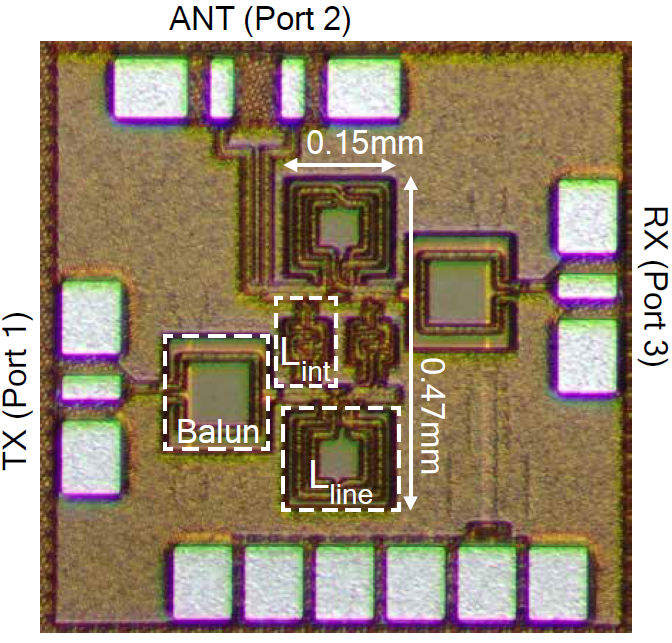 ANT (Port 2)
0.15mm
RX (Port 3)
TX (Port 1)
Lint
0.47mm
Balun
Lline